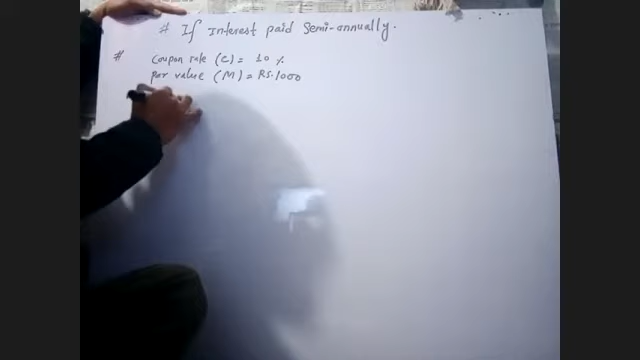 # If Interest paid Semi-annually.
# Coupon rate (C) = 10 %
par value (M) = RS.1000